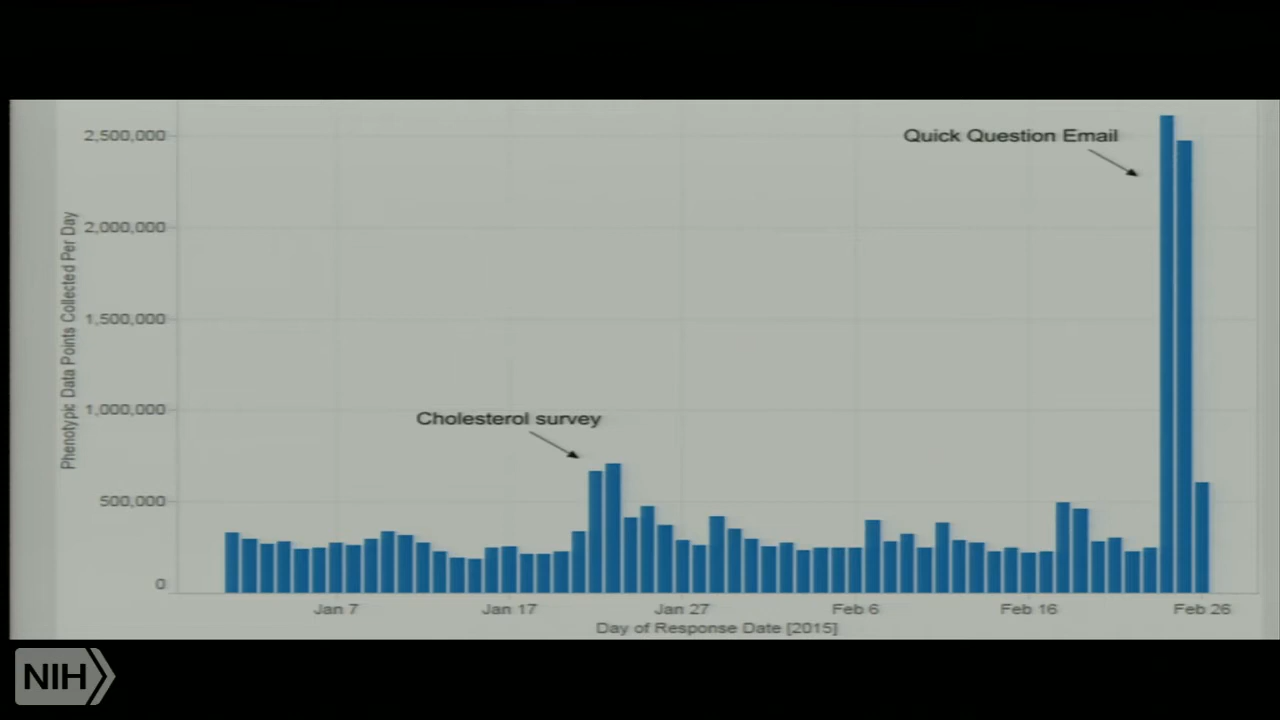 2,500,000
2,000,000
1,500,000
1,000,000
500,000
0
Phenotypic Data Points Collected Per Day
Quick Question Email
Cholesterol survey
Jan 7 Jan 17 Jan 27 Feb 6 Feb 16 Feb 26
Day of Response Date [2015]
NIH